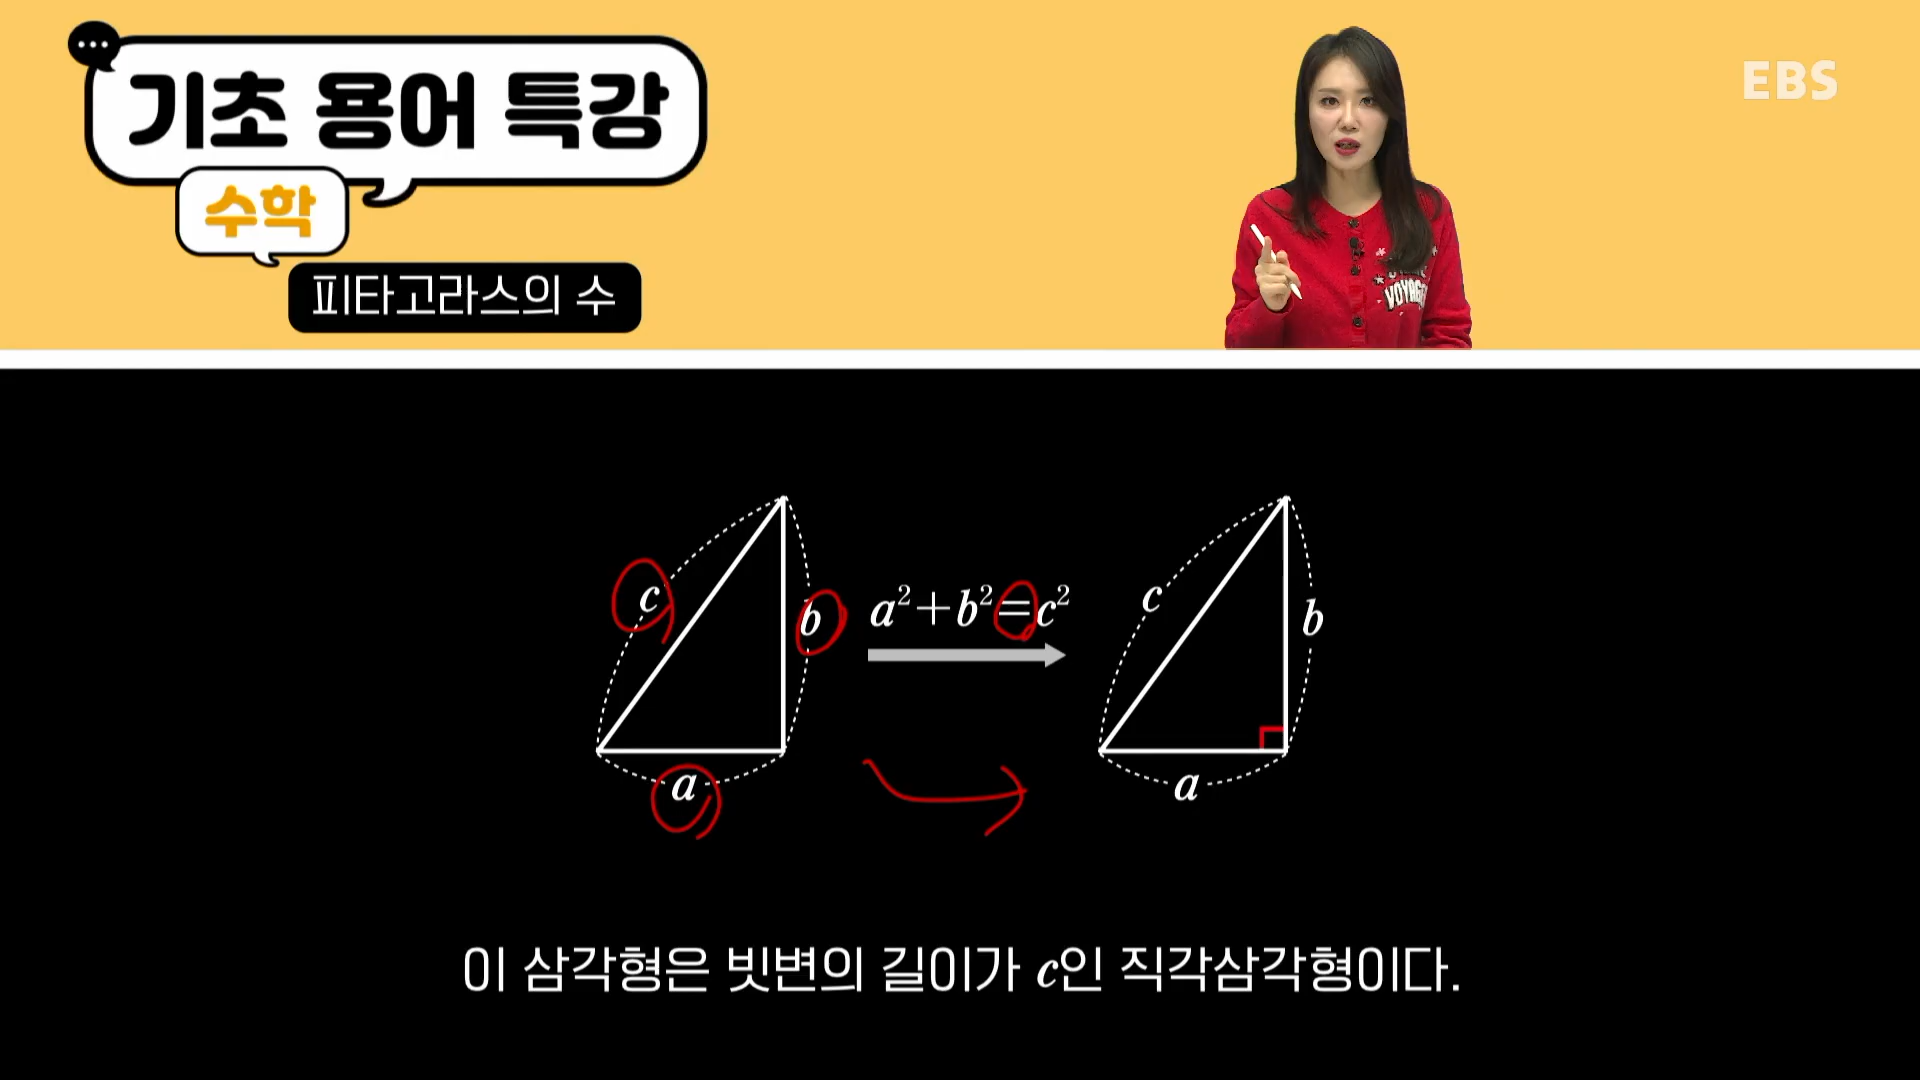 기초 용어 특강
EBS
수학
피타고라스의 수
VOYAGE
c
b
a
a²+b²=c²
c
b
a
이 삼각형은 빗변의 길이가 c인 직각삼각형이다.